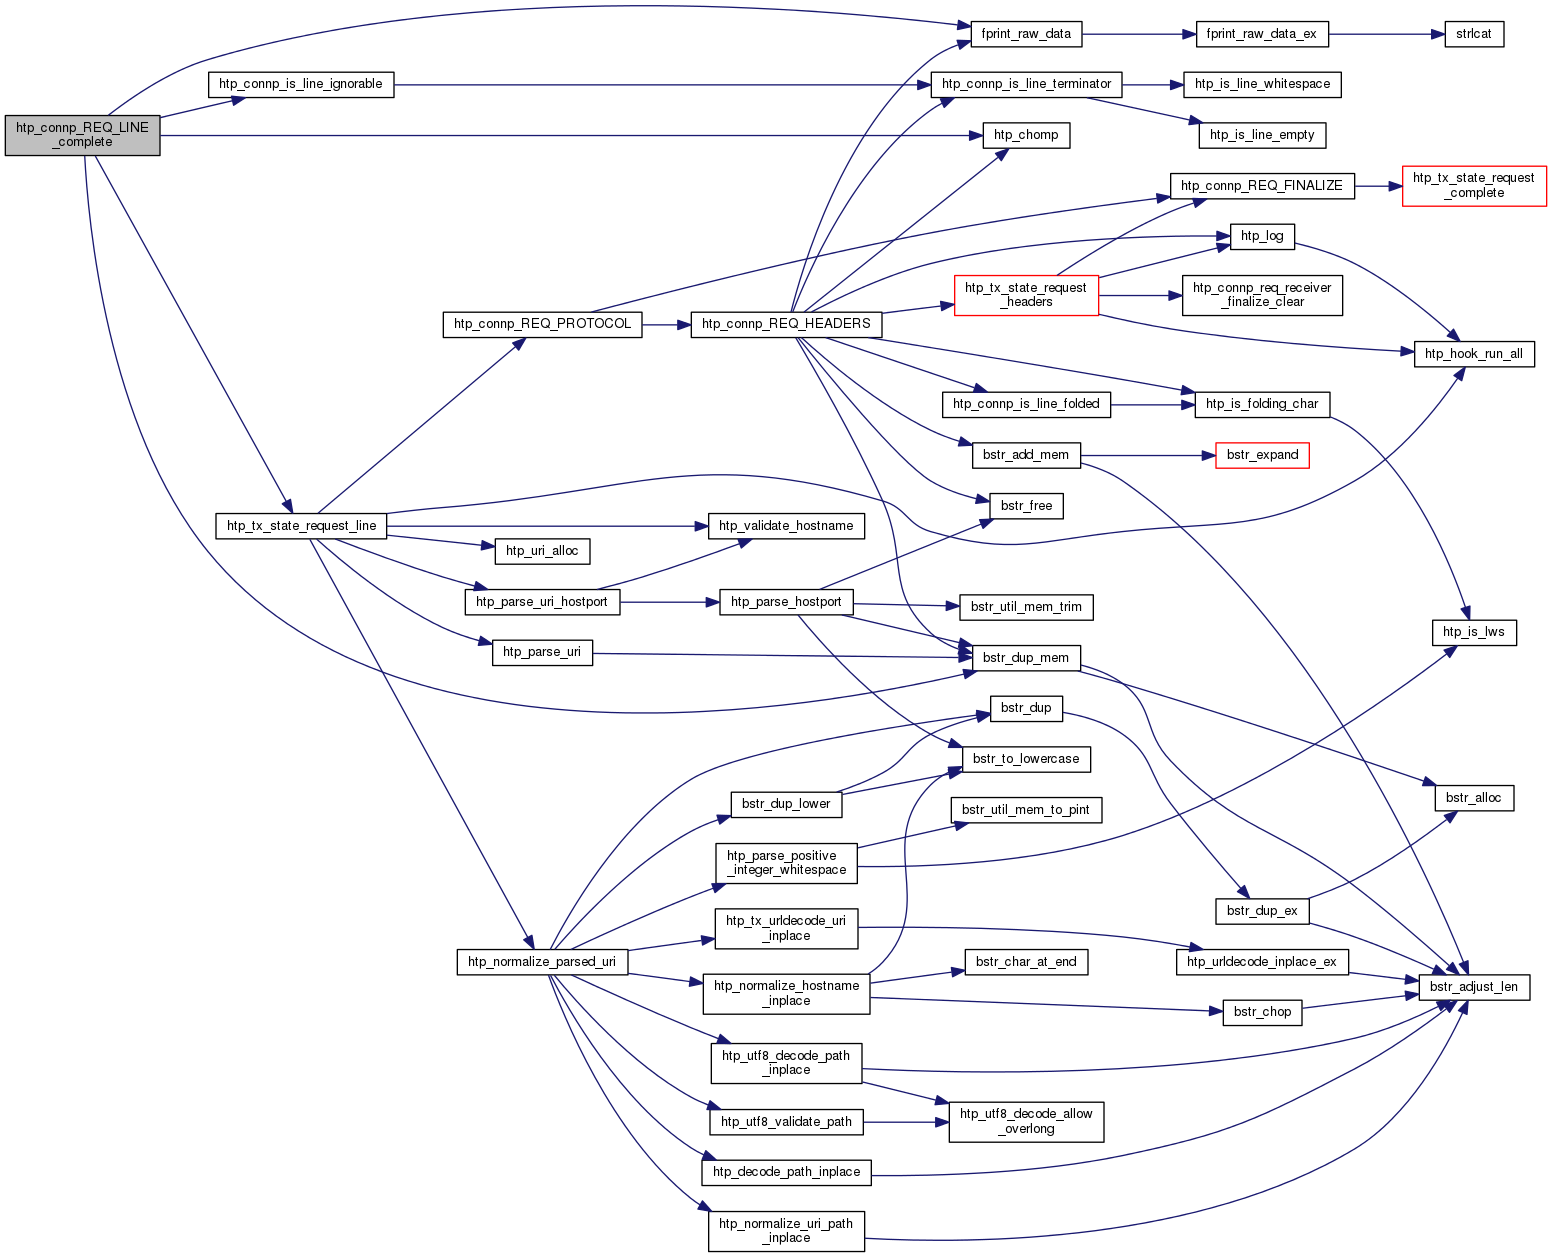 htp_connp_REQ_LINE
_complete
htp_connp_is_line_ignorable
htp_tx_state_request_line
htp_connp_REQ_PROTOCOL
htp_uri_alloc
htp_parse_uri_hostport
htp_parse_uri
htp_normalize_parsed_uri
htp_connp_REQ_HEADERS
htp_validate_hostname
htp_parse_hostport
bstr_dup_lower
htp_parse_positive
_integer_whitespace
htp_tx_urldecode_uri
_inplace
htp_normalize_hostname
_inplace
htp_utf8_decode_path
_inplace
htp_utf8_validate_path
htp_decode_path_inplace
htp_normalize_uri_path
_inplace
fprint_raw_data
htp_connp_is_line_terminator
htp_chomp
htp_tx_state_request
_headers
htp_connp_is_line_folded
bstr_add_mem
bstr_free
bstr_util_mem_trim
bstr_dup_mem
bstr_dup
bstr_to_lowercase
bstr_util_mem_to_pint
bstr_char_at_end
htp_utf8_decode_allow
_overlong
fprint_raw_data_ex
htp_is_line_whitespace
htp_is_line_empty
htp_connp_REQ_FINALIZE
htp_log
htp_connp_req_receiver
_finalize_clear
htp_is_folding_char
bstr_expand
bstr_dup_ex
htp_urldecode_inplace_ex
bstr_chop
strlcat
htp_tx_state_request
_complete
htp_hook_run_all
htp_is_lws
bstr_alloc
bstr_adjust_len